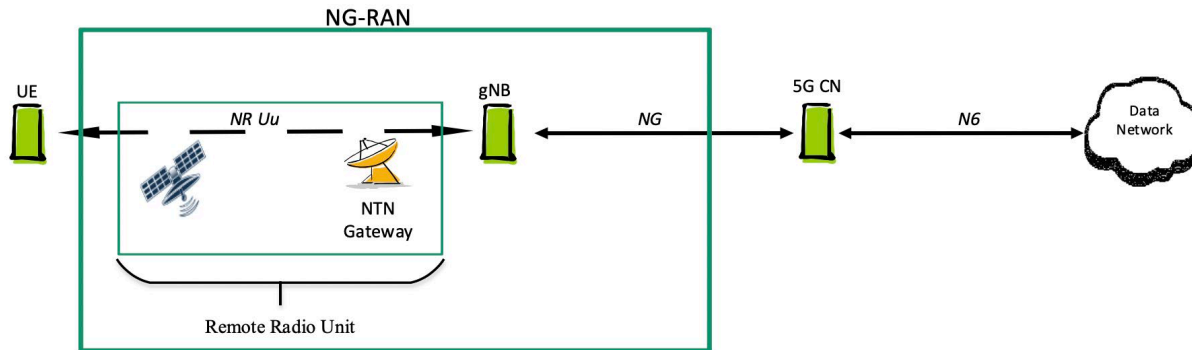 NG-RAN
UE
gNB
5G CN
NR Uu
NG
N6
Data
Network
NTN
Gateway
Remote Radio Unit